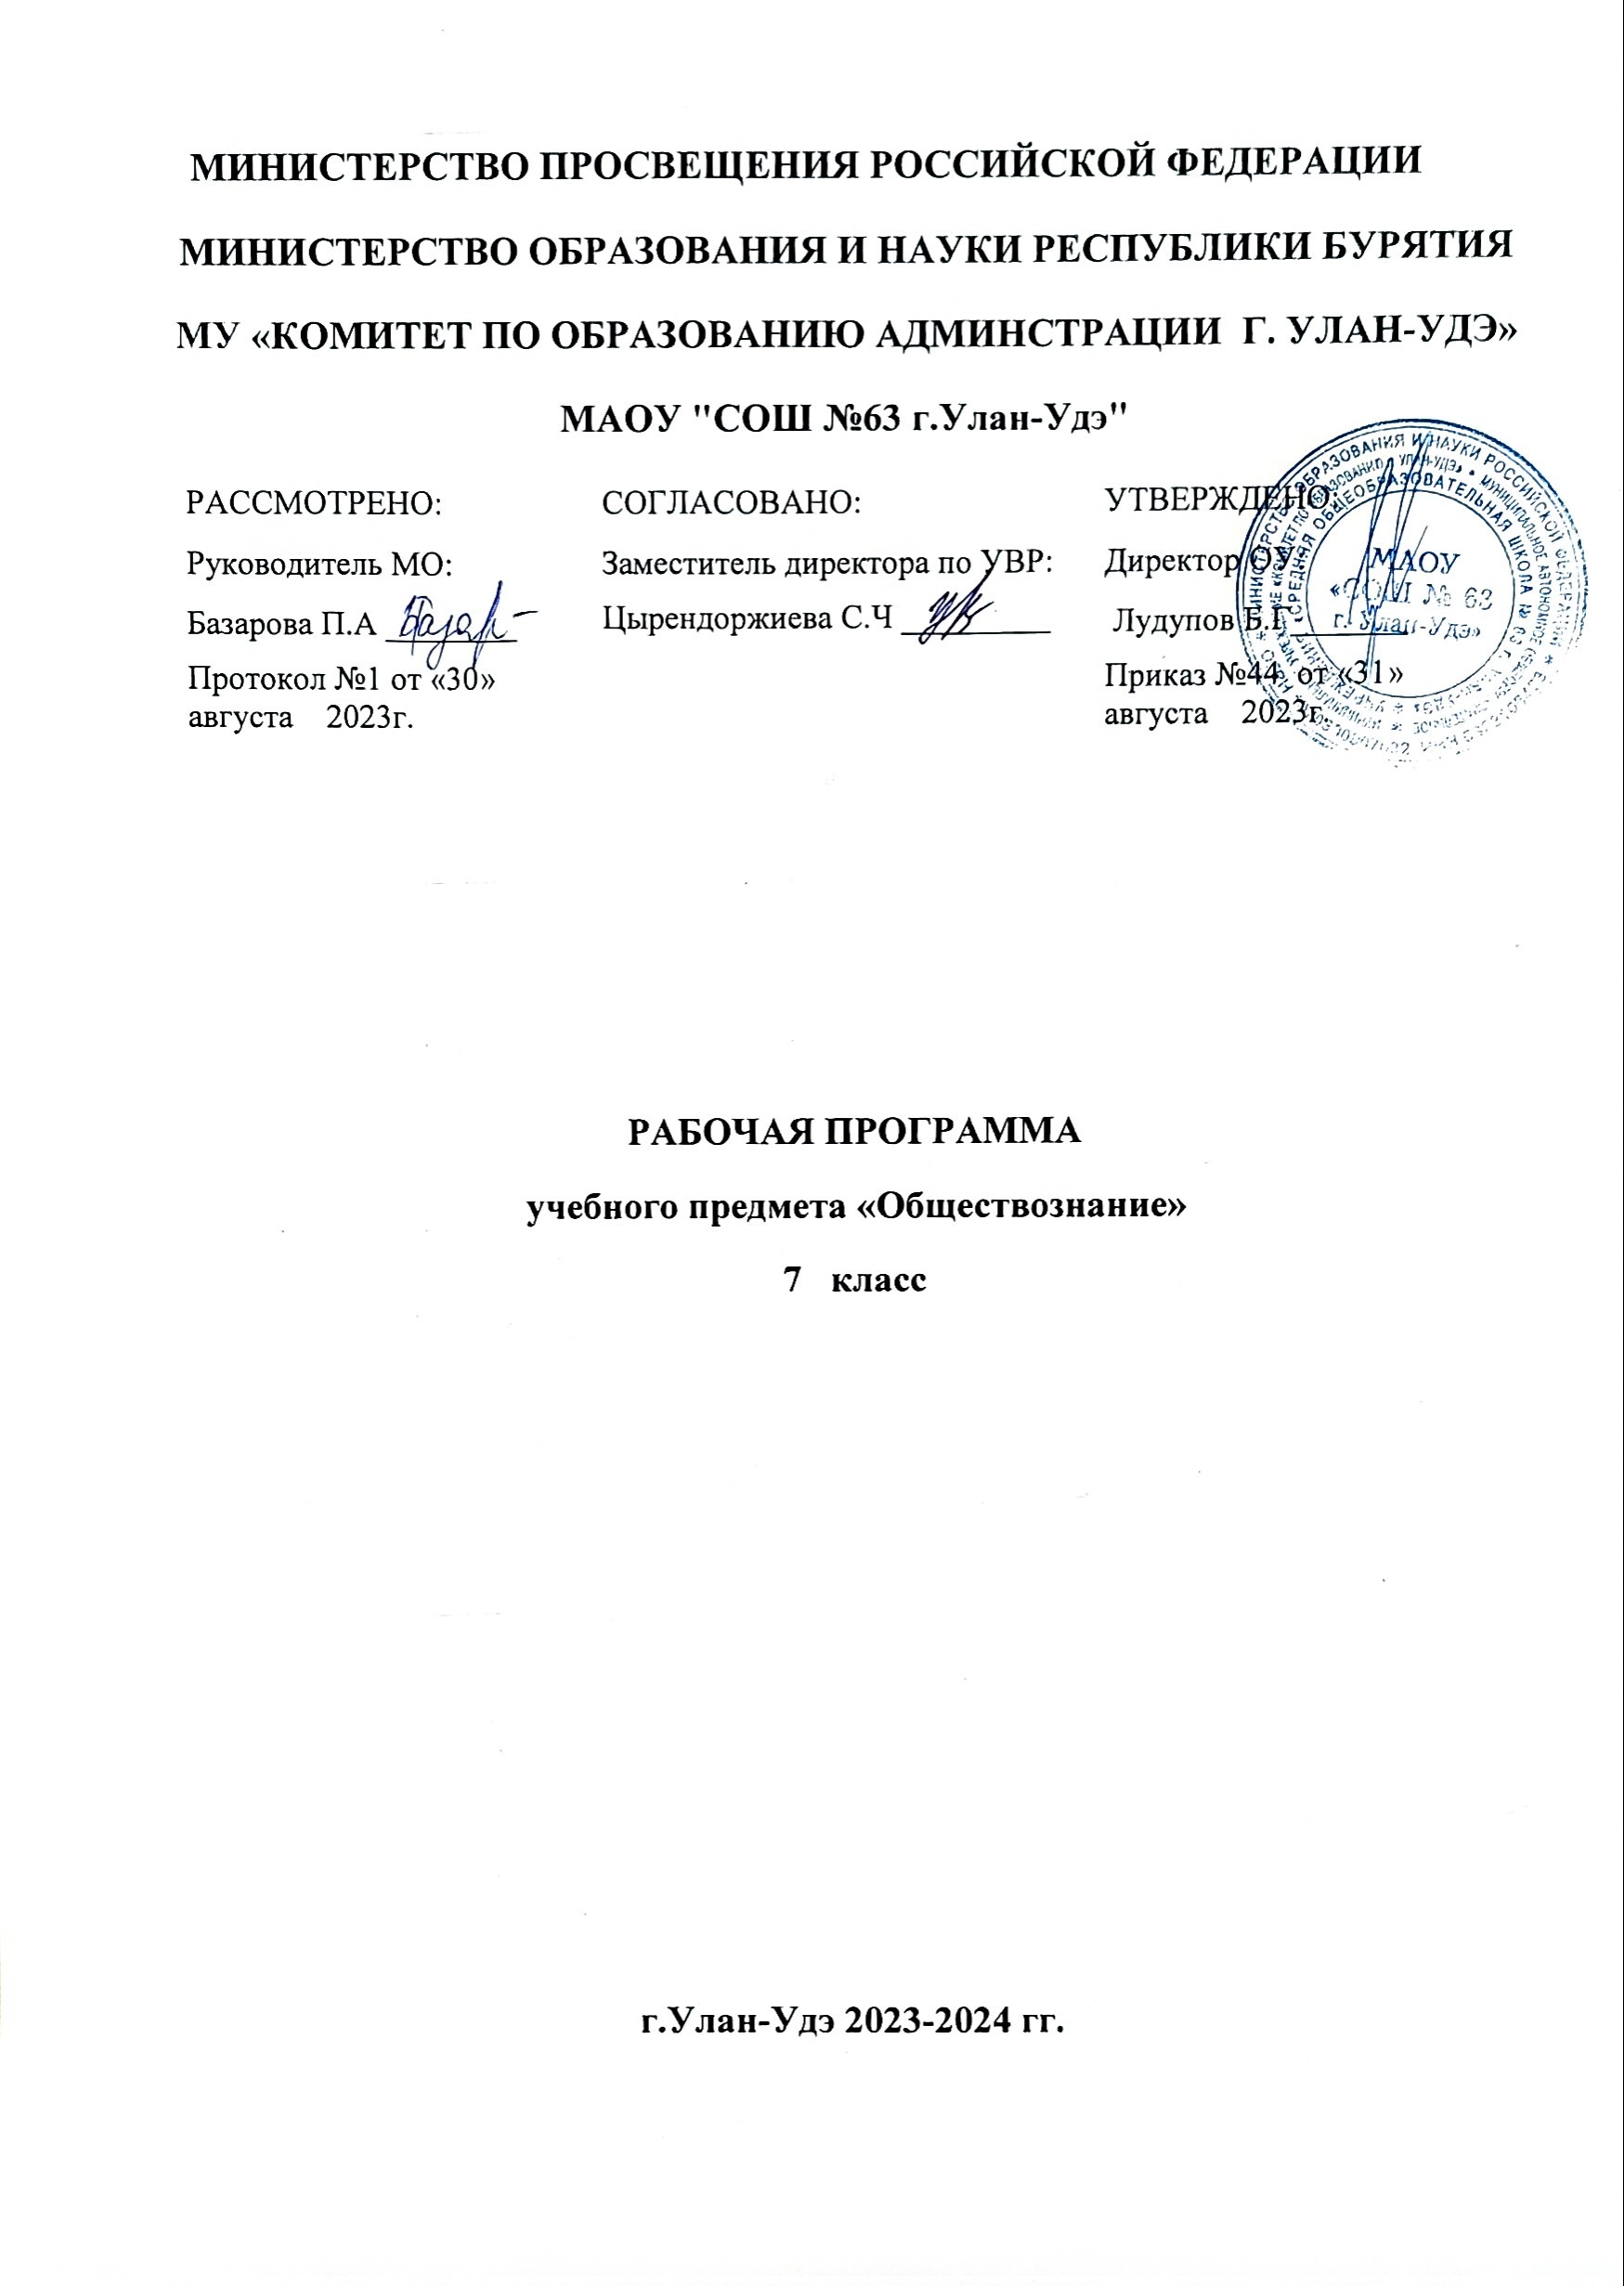 МИНИСТЕРСТВО ПРОСВЕЩЕНИЯ РОССИЙСКОЙ ФЕДЕРАЦИИ
МИНИСТЕРСТВО ОБРАЗОВАНИЯ И НАУКИ РЕСПУБЛИКИ БУРЯТИЯ
МУ «КОМИТЕТ ПО ОБРАЗОВАНИЮ АДМИНСТРАЦИИ Г. УЛАН-УДЭ»
МАОУ "СОШ №63 г.Улан-Удэ"
РАССМОТРЕНО:
Руководитель МО:
Базарова П.А
Протокол №1 от «30»
августа 2023г.
СОГЛАСОВАНО:
Заместитель директора по УВР:
Цырендоржиева С.Ч
УТВЕРЖДЕНО:
Директор ОУ:
Лудупов Б.Г
Приказ №44 от «31»
августа 2023г.
МАОУ
«СОШ № 63
г. Улан-Удэ»
РАБОЧАЯ ПРОГРАММА
учебного предмета «Обществознание»
7 класс
г.Улан-Удэ 2023-2024 гг.